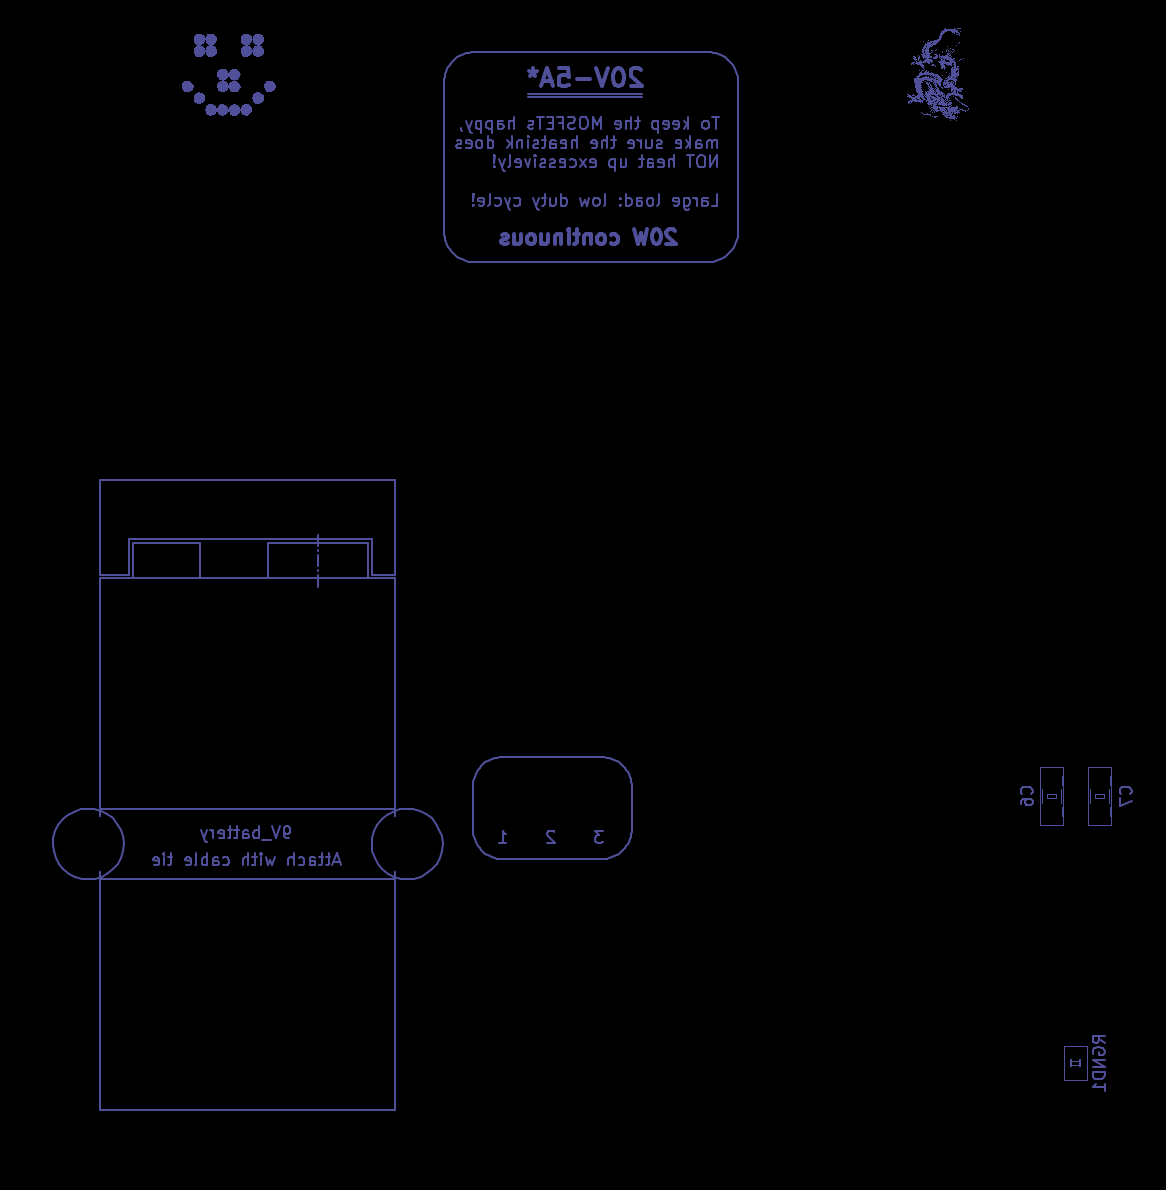 20V-5A*
To keep the MOSFETs happy,
make sure the heatsink does
NOT heat up excessively!
Large load: low duty cycle!
20W continuous
C6
C7
9V_battery
Attach with cable tie
3 2 1
RGND1